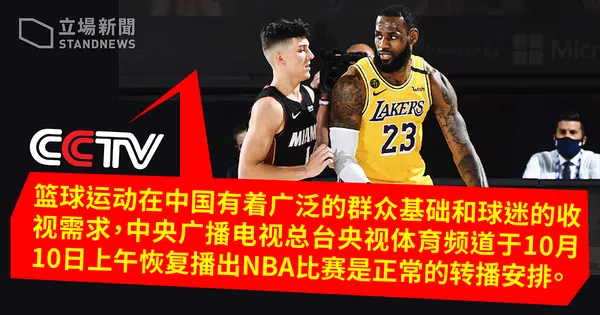 立場新聞
STANDNEWS
Microsoft
MIAMI
LAKERS
23
CCTV
篮球运动在中国有着广泛的群众基础和球迷的收
视需求，中央广播电视总台央视体育频道于10月
10日上午恢复播出NBA比赛是正常的转播安排。